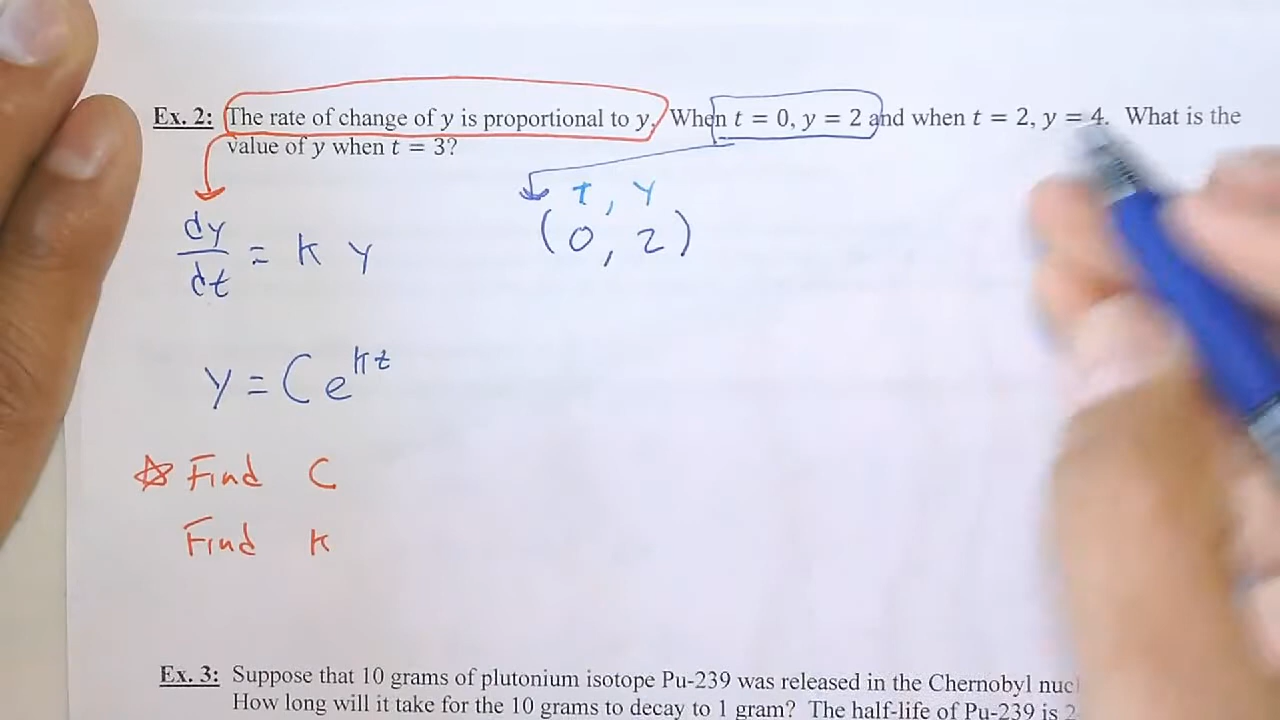 Ex. 2: The rate of change of y is proportional to y. When t = 0, y = 2 and when t = 2, y = 4. What is the
value of y when t = 3?
t, y
dy/dt = k y
(0, 2)
y = Ce^kt
☆ Find C
Find k
Ex. 3: Suppose that 10 grams of plutonium isotope Pu-239 was released in the Chernobyl
How long will it take for the 10 grams to decay to 1 gram? The half-life of Pu-239 is